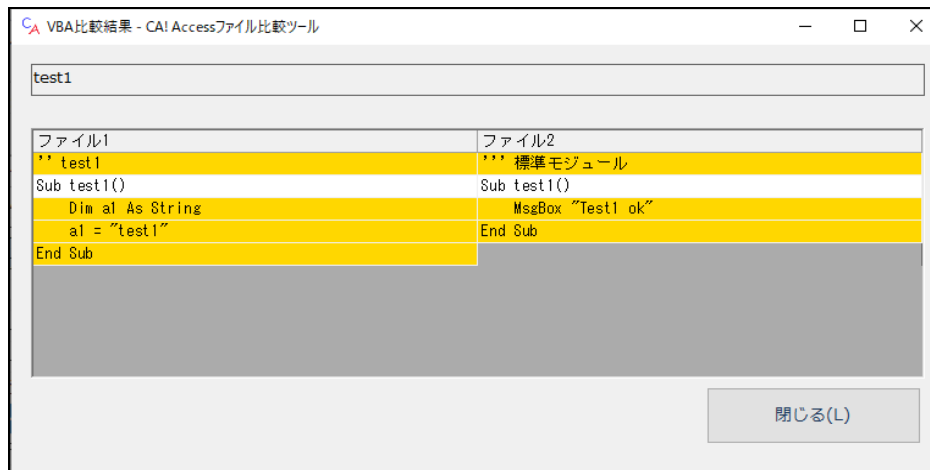 CA VBA比較結果 - CA! Accessファイル比較ツール
test1
ファイル1 ファイル2
'' test1 ''' 標準モジュール
Sub test1() Sub test1()
Dim a1 As String MsgBox "Test1 ok"
a1 = "test1" End Sub
End Sub
閉じる(L)